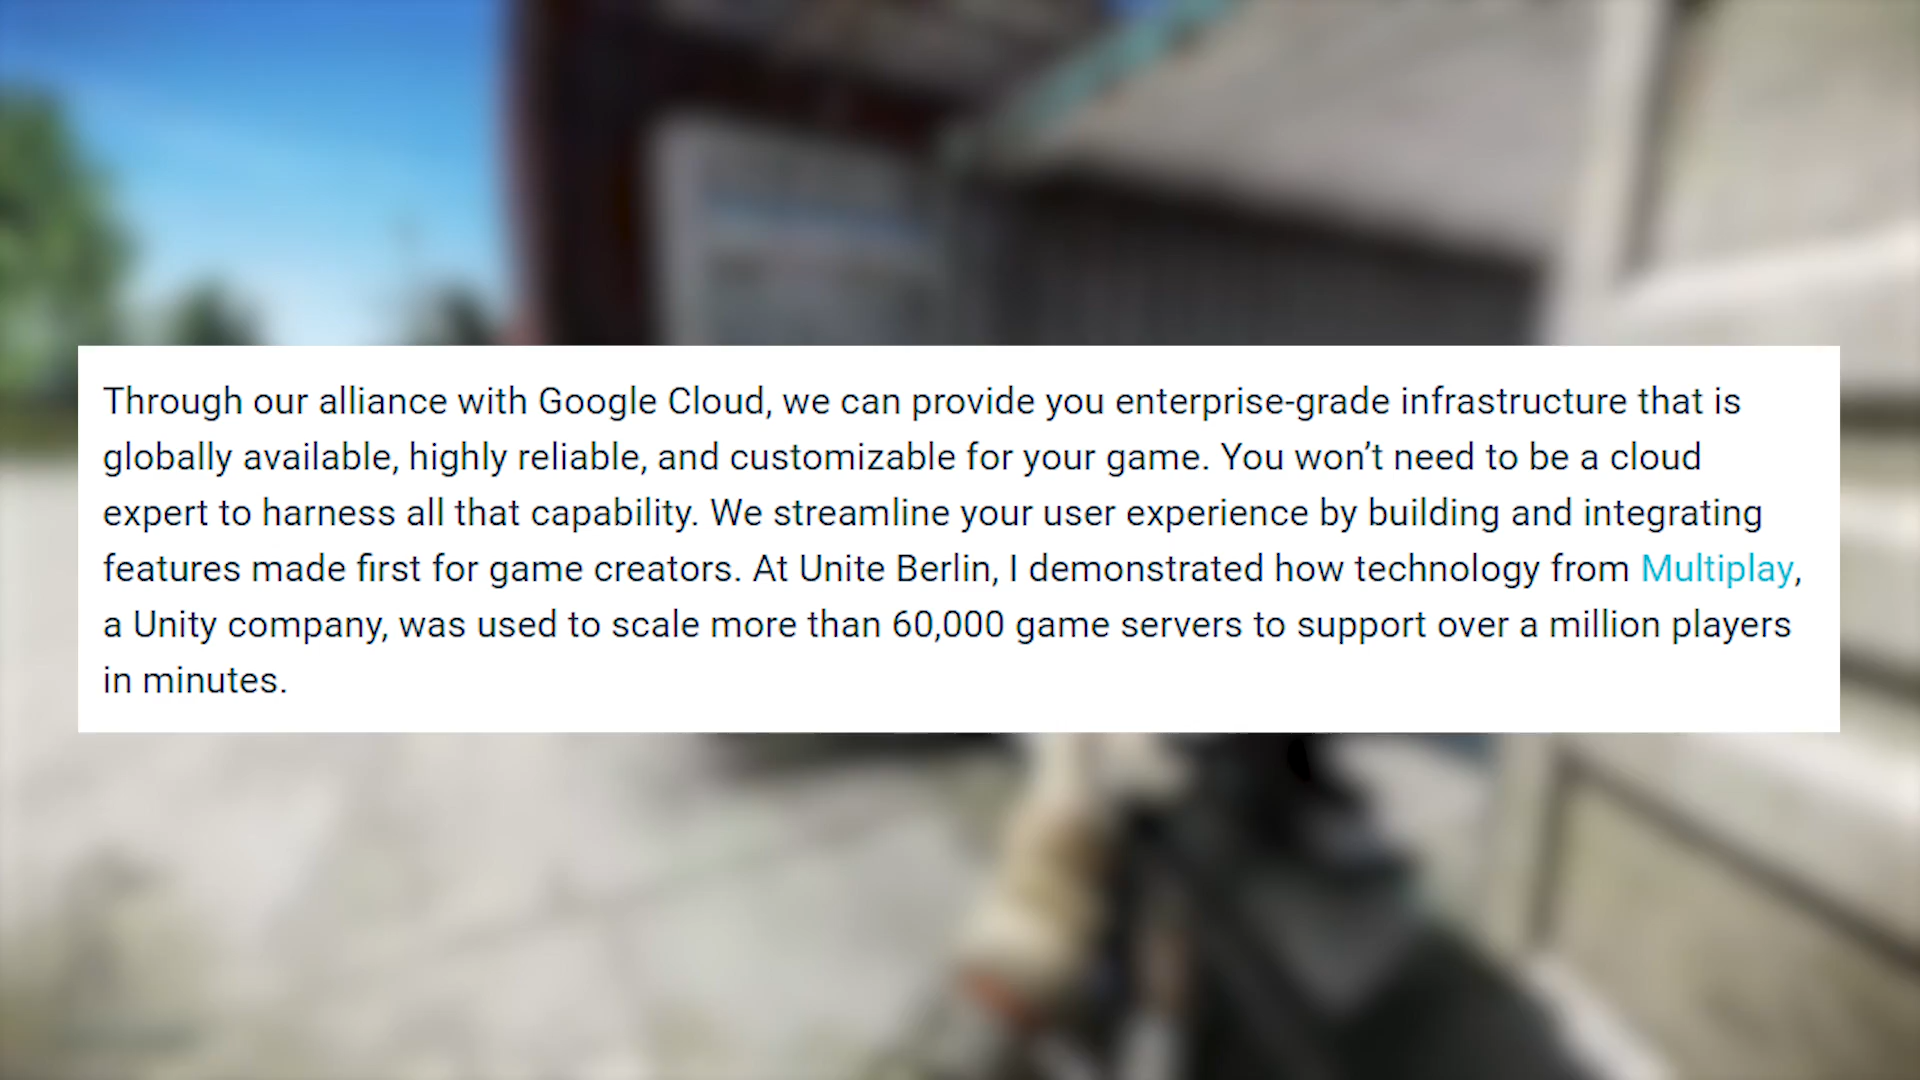 Through our alliance with Google Cloud, we can provide you enterprise-grade infrastructure that is
globally available, highly reliable, and customizable for your game. You won’t need to be a cloud
expert to harness all that capability. We streamline your user experience by building and integrating
features made first for game creators. At Unite Berlin, I demonstrated how technology from Multiplay,
a Unity company, was used to scale more than 60,000 game servers to support over a million players
in minutes.